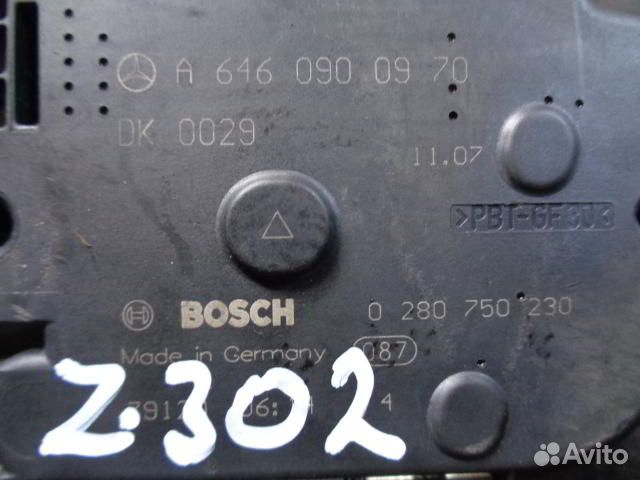 A 646 090 09 70
DK 0029
11.07
>PBT-GF30<
BOSCH 0 280 750 230
Made in Germany 087
4
Z.302
Avito